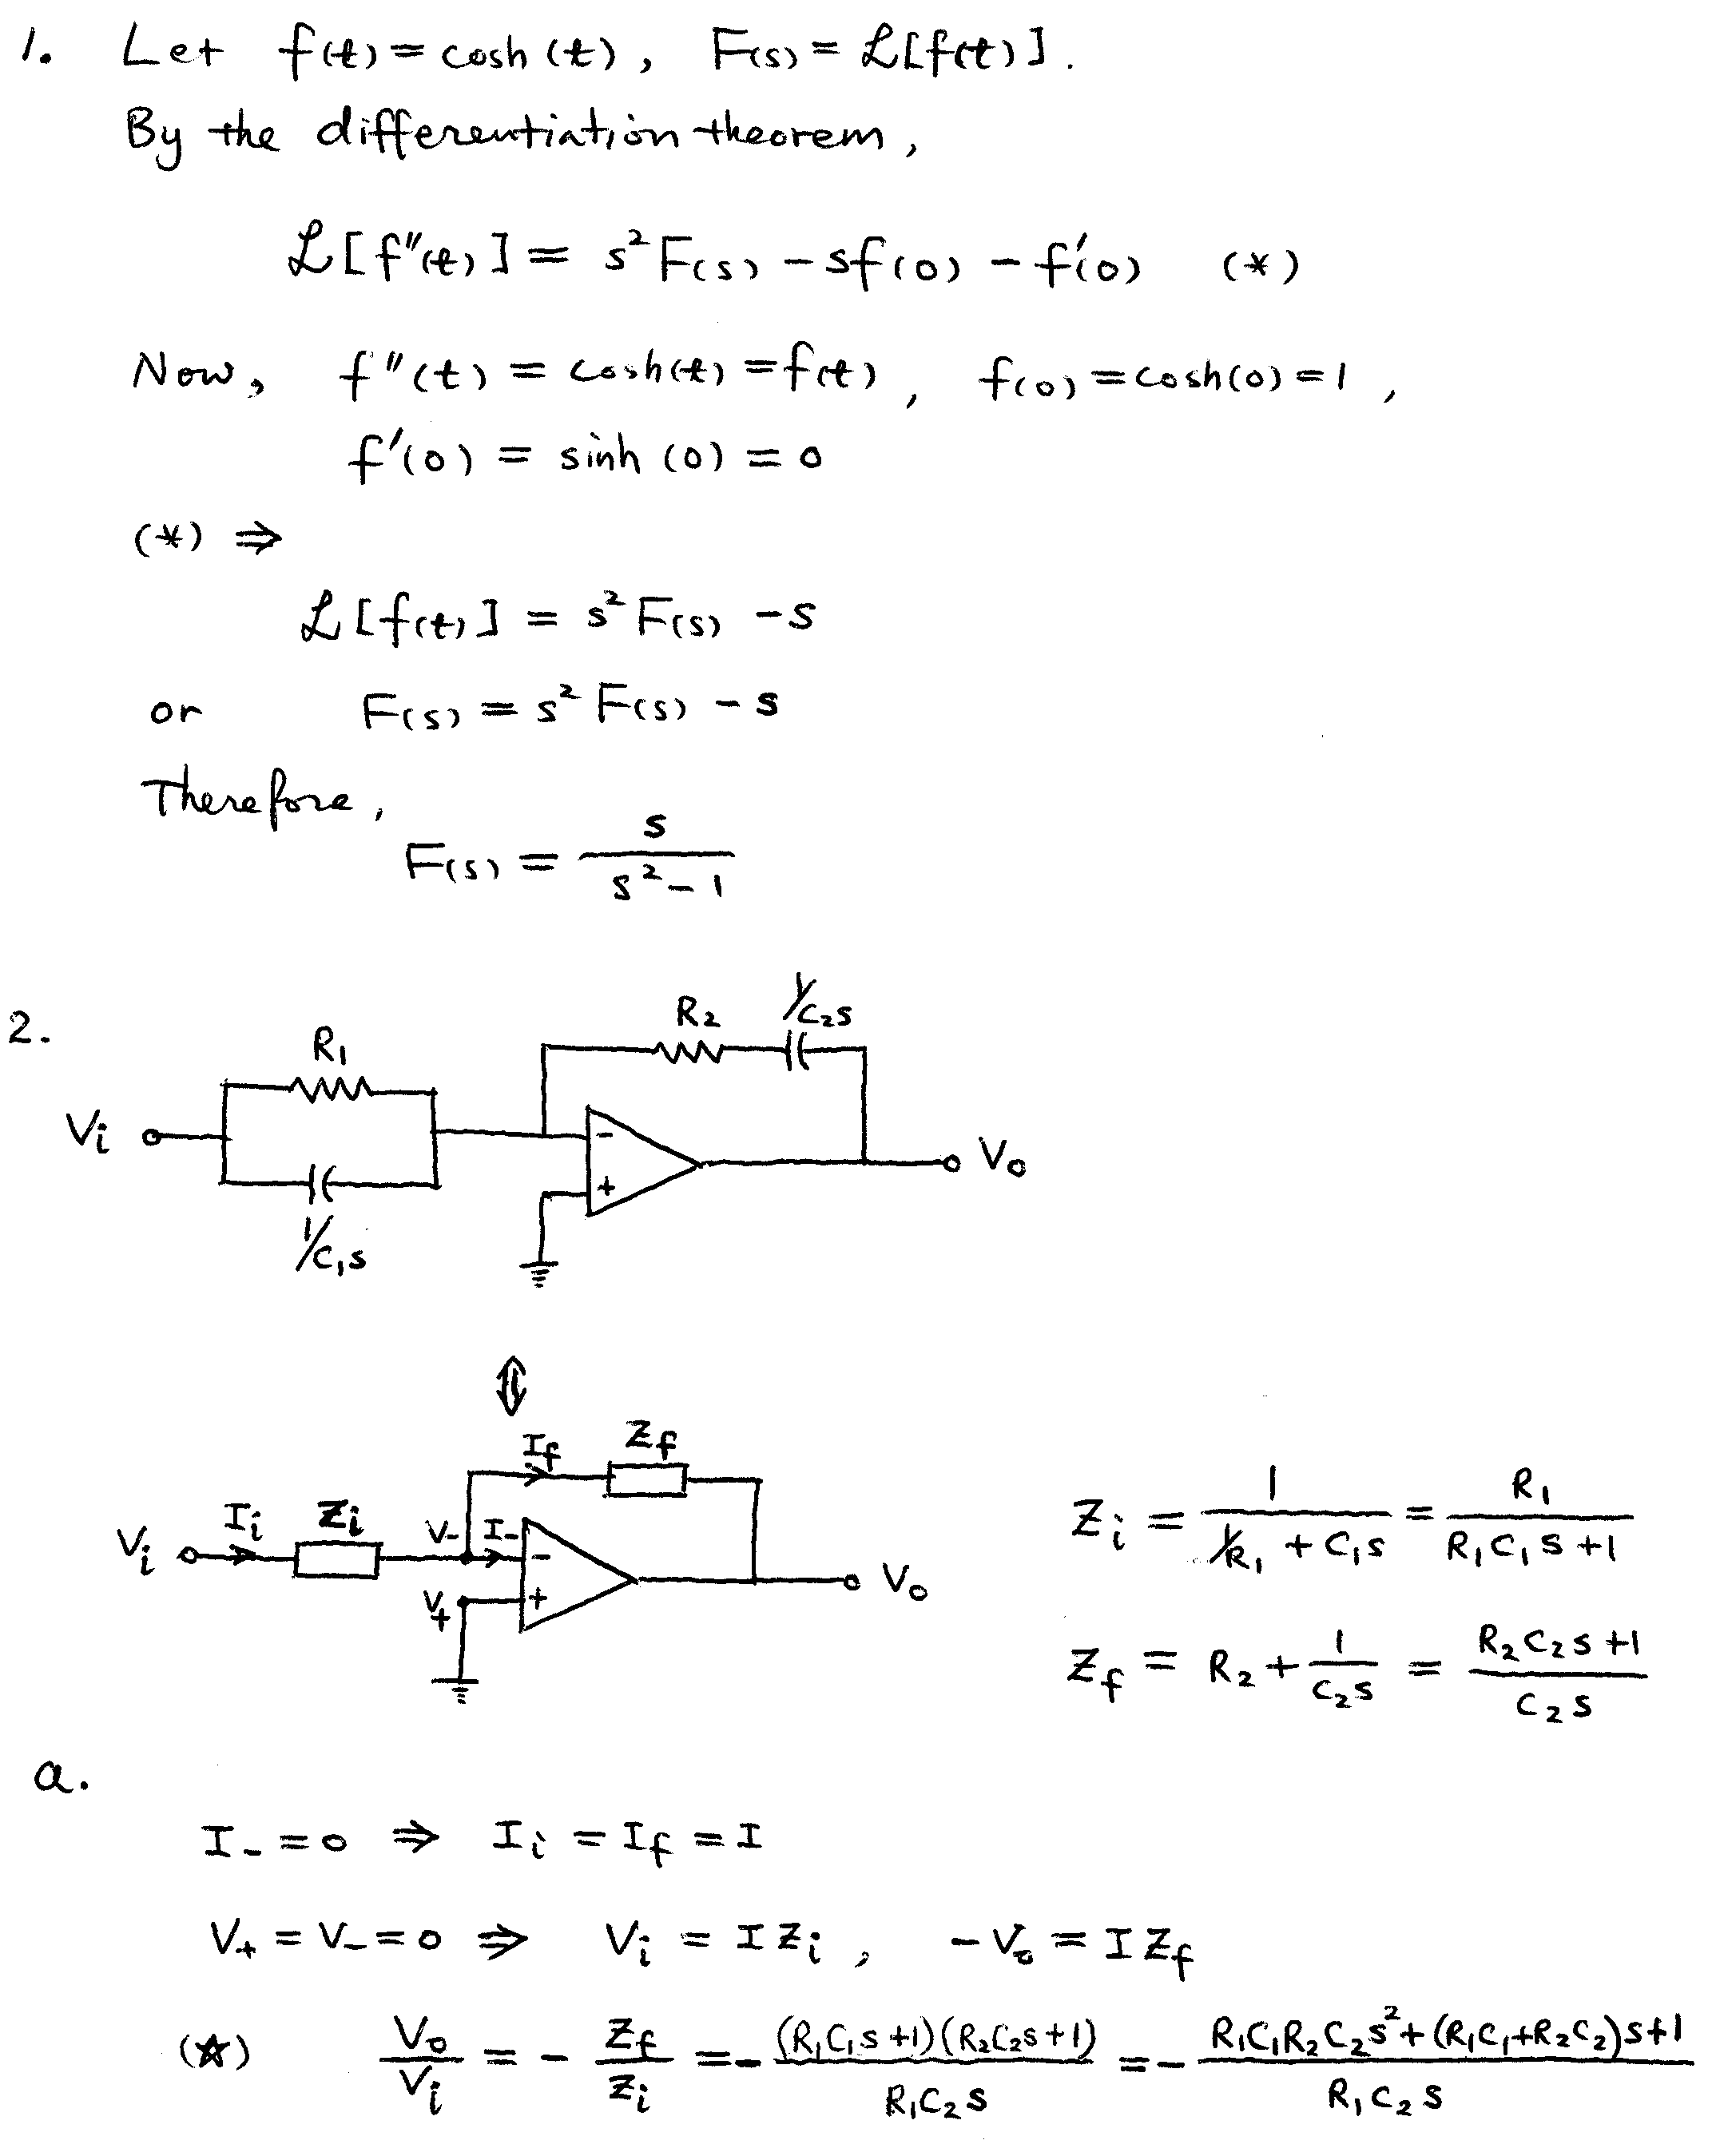 1. Let f(t) = cosh(t), F(s) = ℒ[f(t)].
By the differentiation theorem,
ℒ[f''(t)] = s²F(s) - sf(0) - f'(0) (*)
Now, f''(t) = cosh(t) = f(t), f(0) = cosh(0) = 1,
f'(0) = sinh(0) = 0
(*) ⇒
ℒ[f(t)] = s²F(s) - s
or F(s) = s²F(s) - s
Therefore,
F(s) = s / (s² - 1)
2.
R₁
R₂
1/C₂s
Vi
-
+
Vo
1/C₁s
⇕
If
Zf
Vi
Ii
Zi
V-
I-
-
V+
+
Vo
Zi = 1 / (1/R₁ + C₁s) = R₁ / (R₁C₁s + 1)
Zf = R₂ + 1/(C₂s) = (R₂C₂s + 1) / (C₂s)
a.
I- = 0 ⇒ Ii = If = I
V+ = V- = 0 ⇒ Vi = I Zi, -Vo = I Zf
(☆) Vo/Vi = - Zf/Zi = - (R₁C₁s + 1)(R₂C₂s + 1) / (R₁C₂s) = - (R₁C₁R₂C₂s² + (R₁C₁ + R₂C₂)s + 1) / (R₁C₂s)